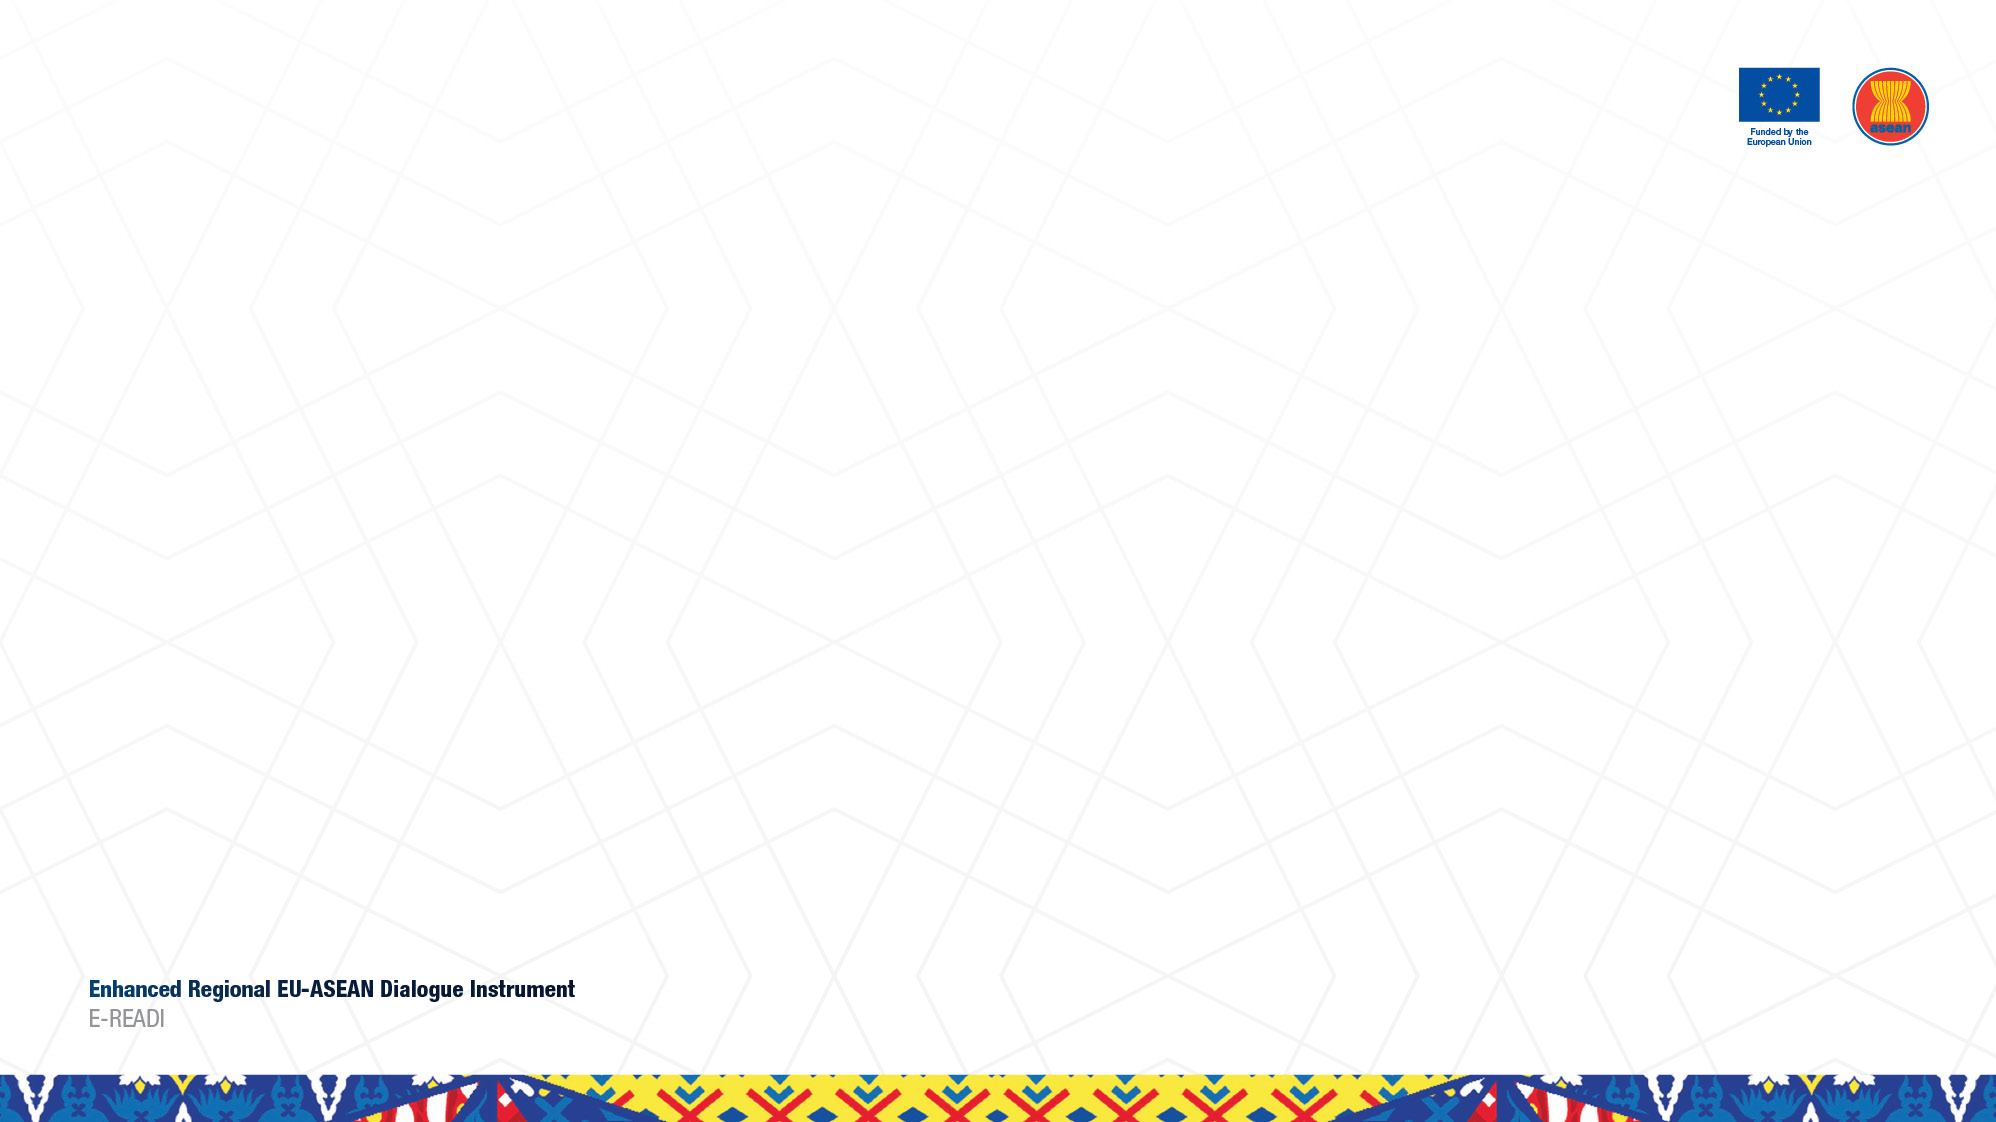 Funded by the
European Union
asean
Enhanced Regional EU-ASEAN Dialogue Instrument
E-READI